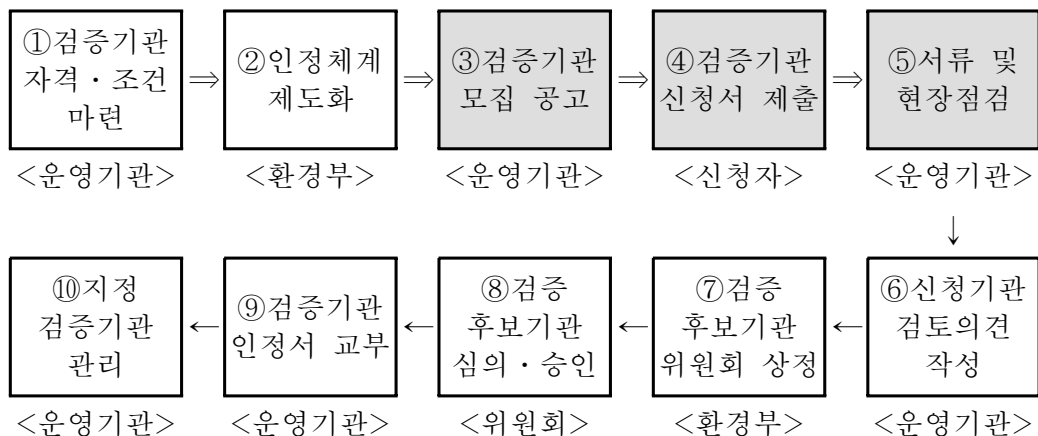 ①검증기관
자격・조건
마련
⇒
②인정체계
제도화
⇒
③검증기관
모집 공고
⇒
④검증기관
신청서 제출
⇒
⑤서류 및
현장점검
<운영기관>
<환경부>
<운영기관>
<신청자>
<운영기관>
↓
⑩지정
검증기관
관리
←
⑨검증기관
인정서 교부
←
⑧검증
후보기관
심의・승인
←
⑦검증
후보기관
위원회 상정
←
⑥신청기관
검토의견
작성
<운영기관>
<운영기관>
<위원회>
<환경부>
<운영기관>